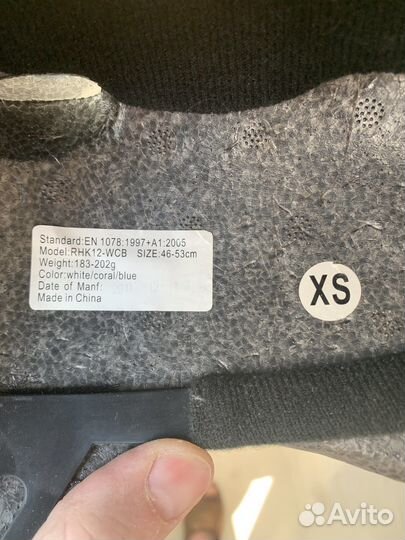 Standard:EN 1078:1997+A1:2005
Model:RHK12-WCB SIZE:46-53cm
Weight:183-202g
Color:white/coral/blue
Date of Manf:
Made in China
XS
Avito